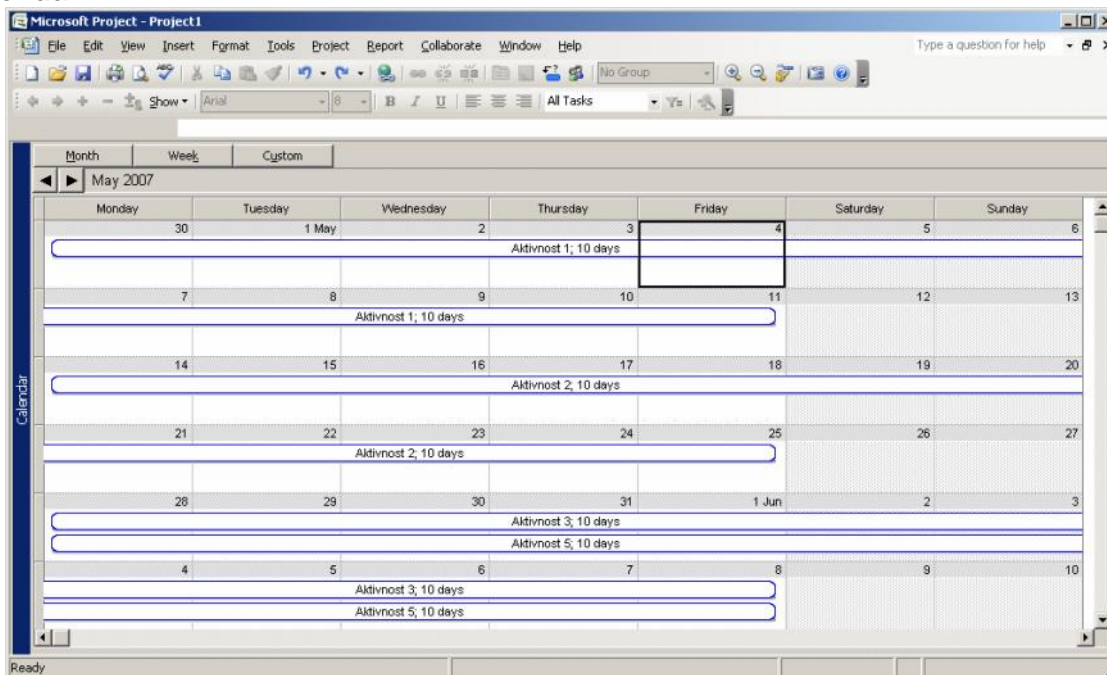 Microsoft Project - Project1
File Edit View Insert Format Tools Project Report Collaborate Window Help Type a question for help
No Group
Show Arial 8 B I U All Tasks
Month Week Custom
May 2007
Monday Tuesday Wednesday Thursday Friday Saturday Sunday
30 1 May 2 3 4 5 6
Aktivnost 1; 10 days
7 8 9 10 11 12 13
Aktivnost 1; 10 days
14 15 16 17 18 19 20
Aktivnost 2; 10 days
Calendar
21 22 23 24 25 26 27
Aktivnost 2; 10 days
28 29 30 31 1 Jun 2 3
Aktivnost 3; 10 days
Aktivnost 5; 10 days
4 5 6 7 8 9 10
Aktivnost 3; 10 days
Aktivnost 5; 10 days
Ready